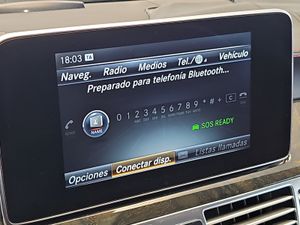 18:03
Naveg. Radio Medios Tel./ Vehículo
Preparado para telefonía Bluetooth...
0 1 2 3 4 5 6 7 8 9 * # + C
NAME
SOS READY
Opciones Conectar disp. Listas llamadas